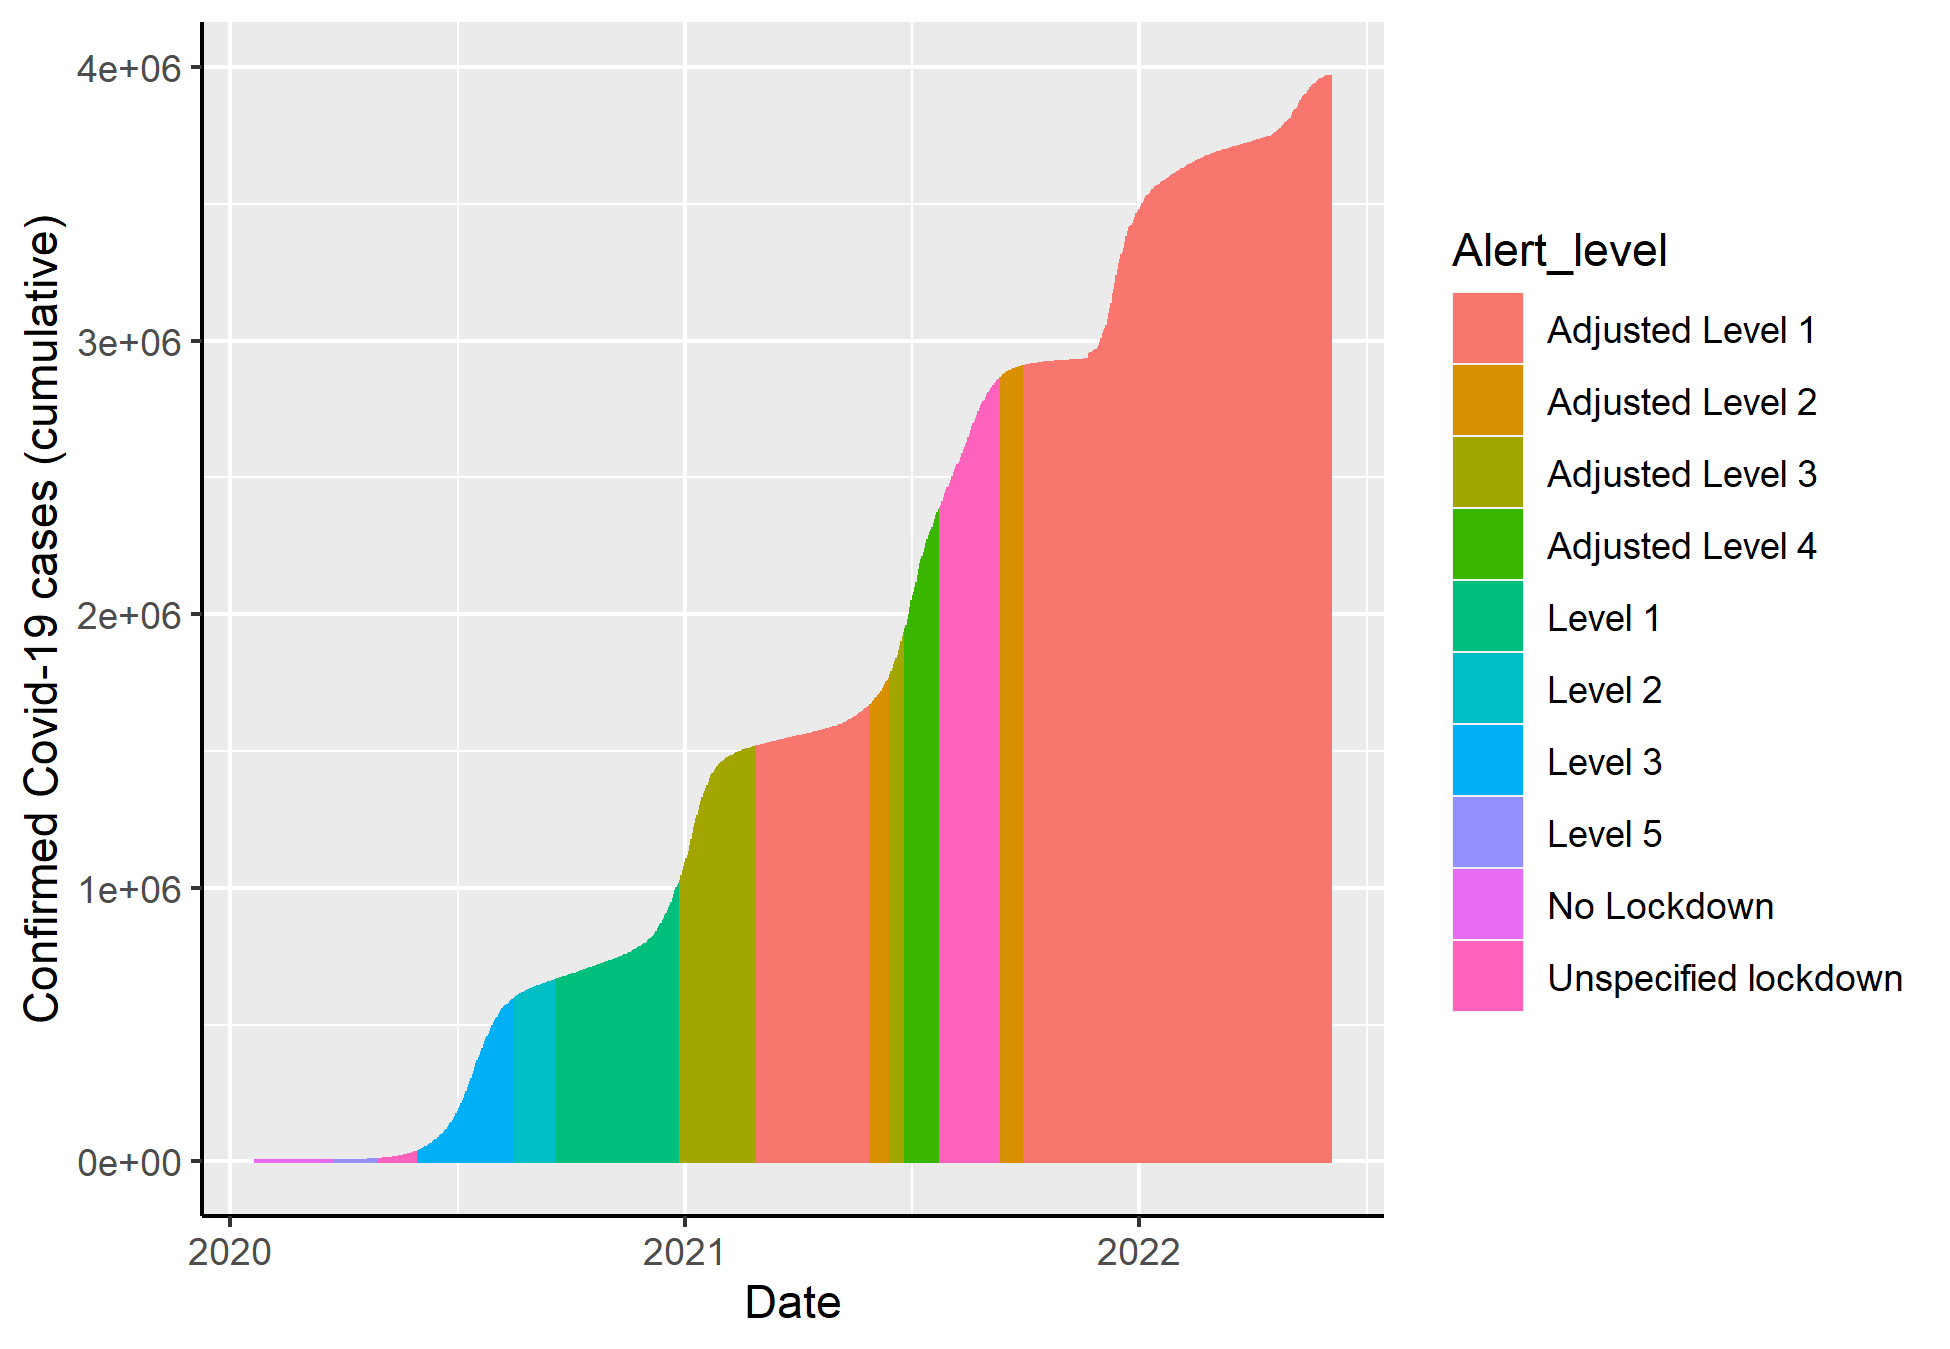 4e+06
3e+06
2e+06
1e+06
0e+00
Confirmed Covid-19 cases (cumulative)
2020
2021
2022
Date
Alert_level
Adjusted Level 1
Adjusted Level 2
Adjusted Level 3
Adjusted Level 4
Level 1
Level 2
Level 3
Level 5
No Lockdown
Unspecified lockdown